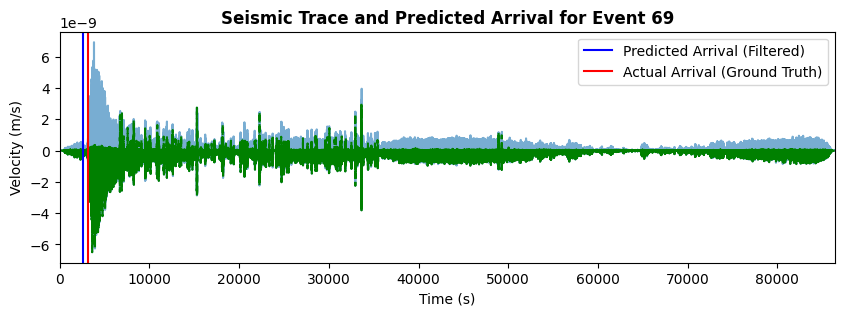 Seismic Trace and Predicted Arrival for Event 69
1e−9
Predicted Arrival (Filtered)
Actual Arrival (Ground Truth)
6
4
2
0
−2
−4
−6
Velocity (m/s)
0 10000 20000 30000 40000 50000 60000 70000 80000
Time (s)